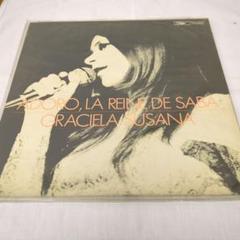 ADORO, LA REINE DE SABA
GRACIELA SUSANA